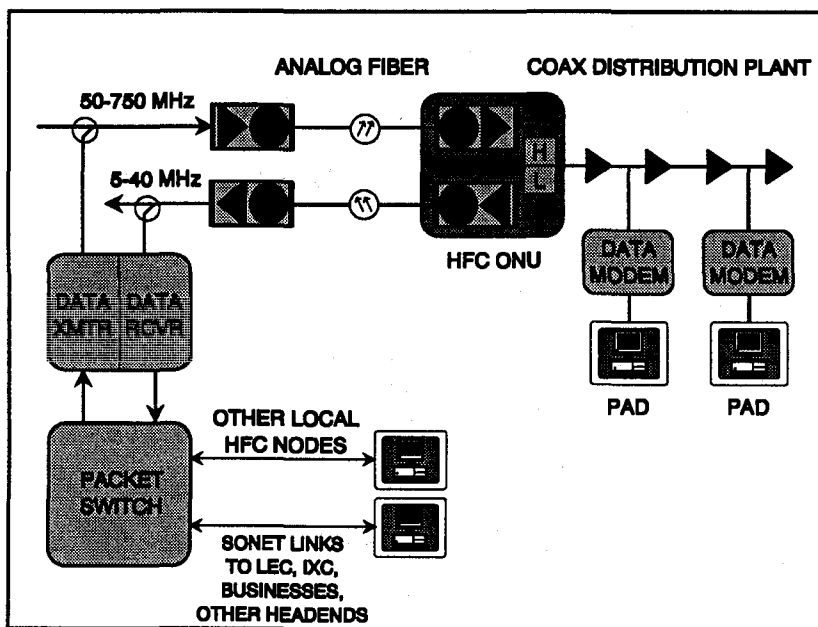 ANALOG FIBER
COAX DISTRIBUTION PLANT
50-750 MHz
5-40 MHz
H
L
HFC ONU
DATA
MODEM
DATA
MODEM
DATA
XMTR
DATA
RCVR
PAD
PAD
PACKET
SWITCH
OTHER LOCAL
HFC NODES
SONET LINKS
TO LEC, IXC,
BUSINESSES,
OTHER HEADENDS